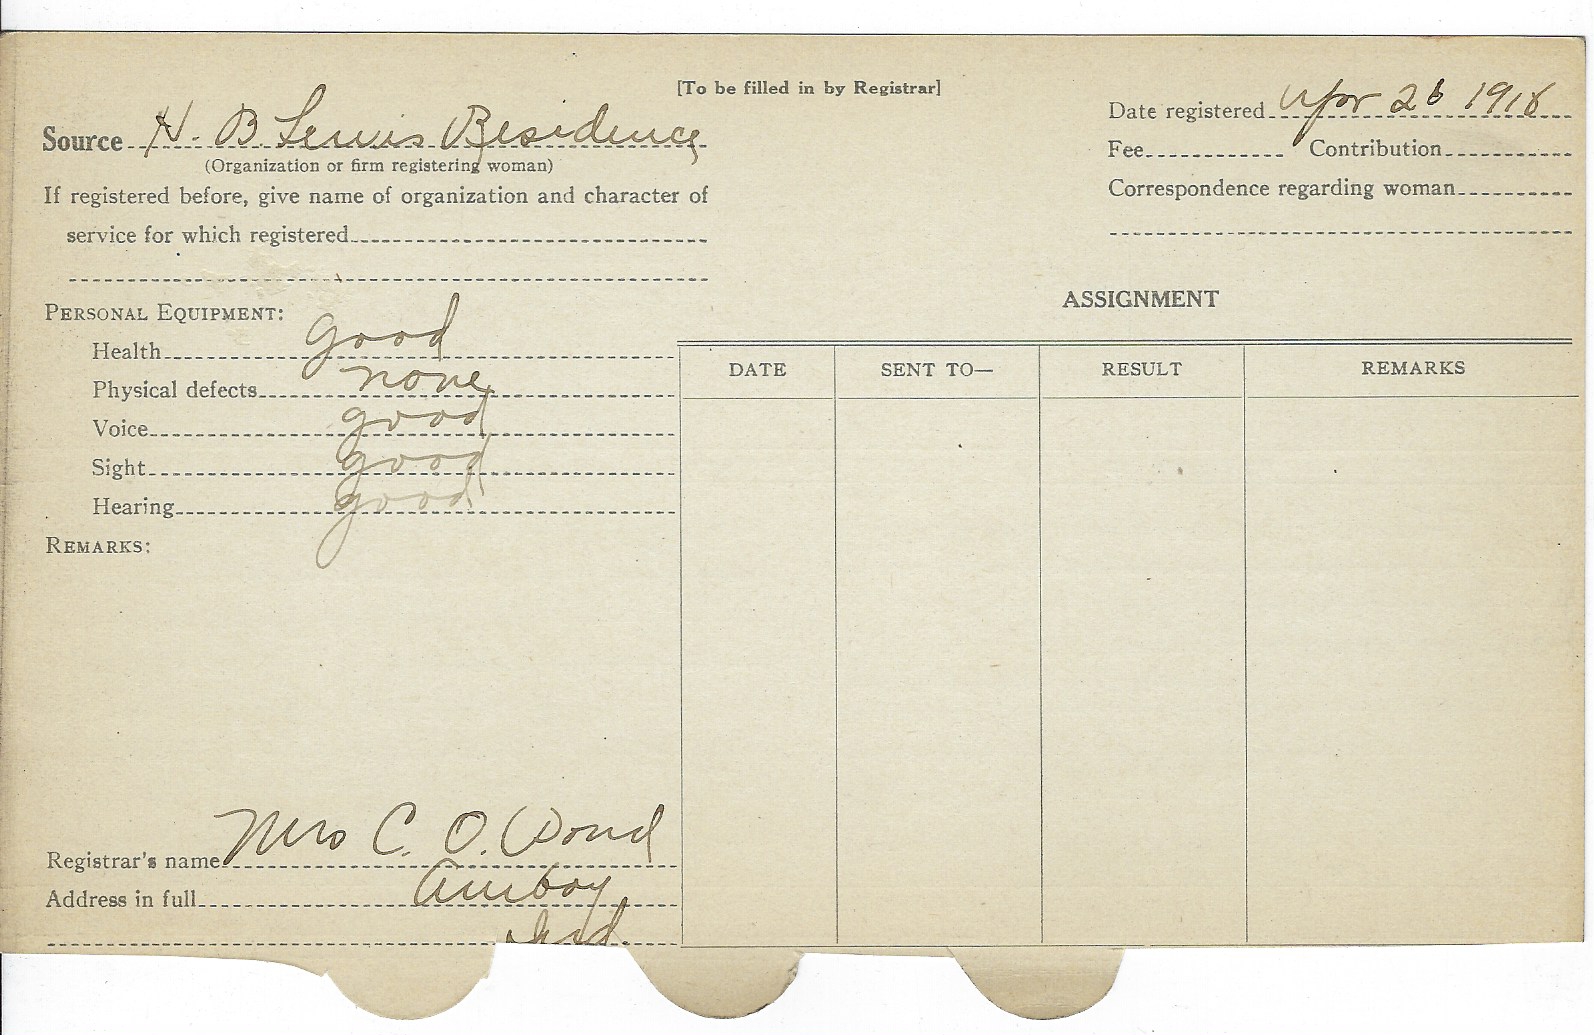 [To be filled in by Registrar]
Source H. B. Lewis Residence
(Organization or firm registering woman)
If registered before, give name of organization and character of
service for which registered
Date registered Apr 26 1918
Fee Contribution
Correspondence regarding woman
PERSONAL EQUIPMENT:
Health good
Physical defects none
Voice good
Sight good
Hearing good
REMARKS:
ASSIGNMENT
DATE SENT TO— RESULT REMARKS
Registrar's name Mrs C. O. Bond
Address in full Amboy
Ind.